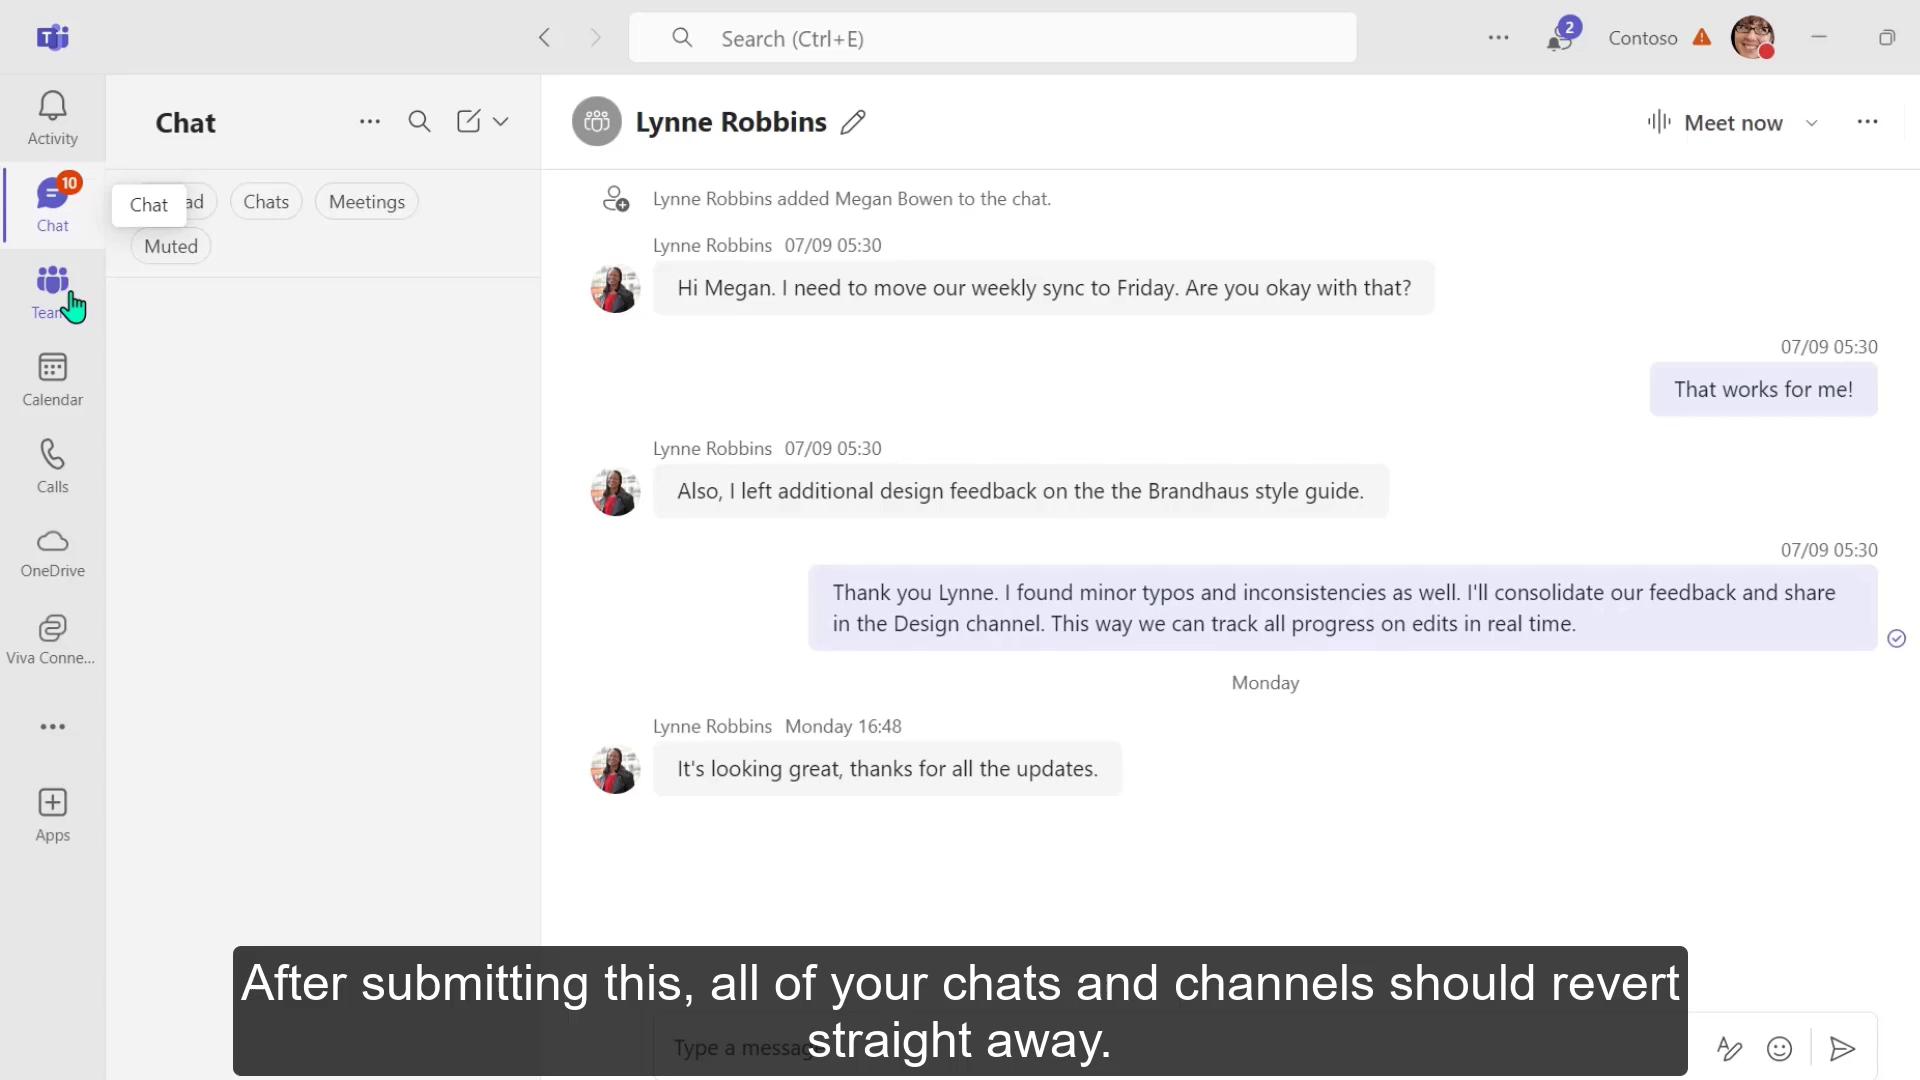 Search (Ctrl+E)
2
Contoso
Activity
10
Chat
Teams
Calendar
Calls
OneDrive
Viva Conne...
Apps
Chat
Chat
Chats
Meetings
Muted
Lynne Robbins
Meet now
Lynne Robbins added Megan Bowen to the chat.
Lynne Robbins 07/09 05:30
Hi Megan. I need to move our weekly sync to Friday. Are you okay with that?
07/09 05:30
That works for me!
Lynne Robbins 07/09 05:30
Also, I left additional design feedback on the the Brandhaus style guide.
07/09 05:30
Thank you Lynne. I found minor typos and inconsistencies as well. I'll consolidate our feedback and share
in the Design channel. This way we can track all progress on edits in real time.
Monday
Lynne Robbins Monday 16:48
It's looking great, thanks for all the updates.
Type a message
After submitting this, all of your chats and channels should revert
straight away.